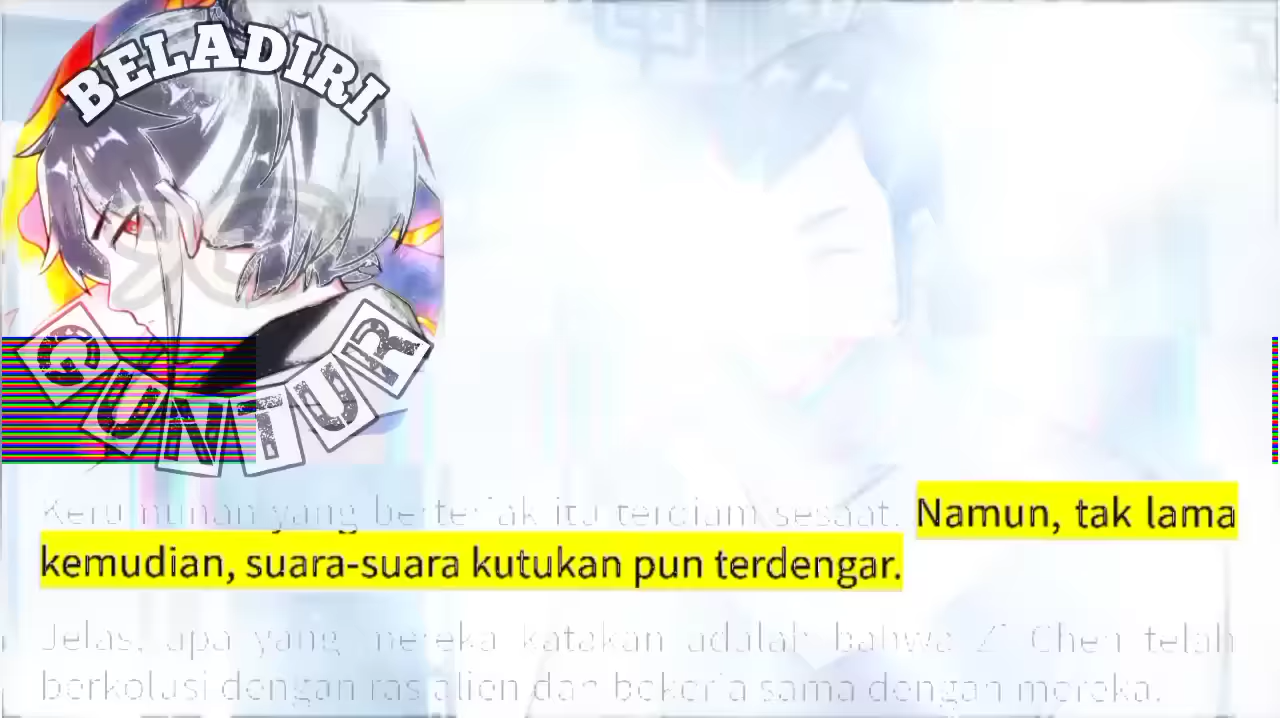 BELADIRI
GUNTUR
Kerumunan yang berteriak itu terdiam sesaat. Namun, tak lama
kemudian, suara-suara kutukan pun terdengar.
Jelas, apa yang mereka katakan adalah bahwa Zi Chen telah
berkolusi dengan ras alien dan bekerja sama dengan mereka.